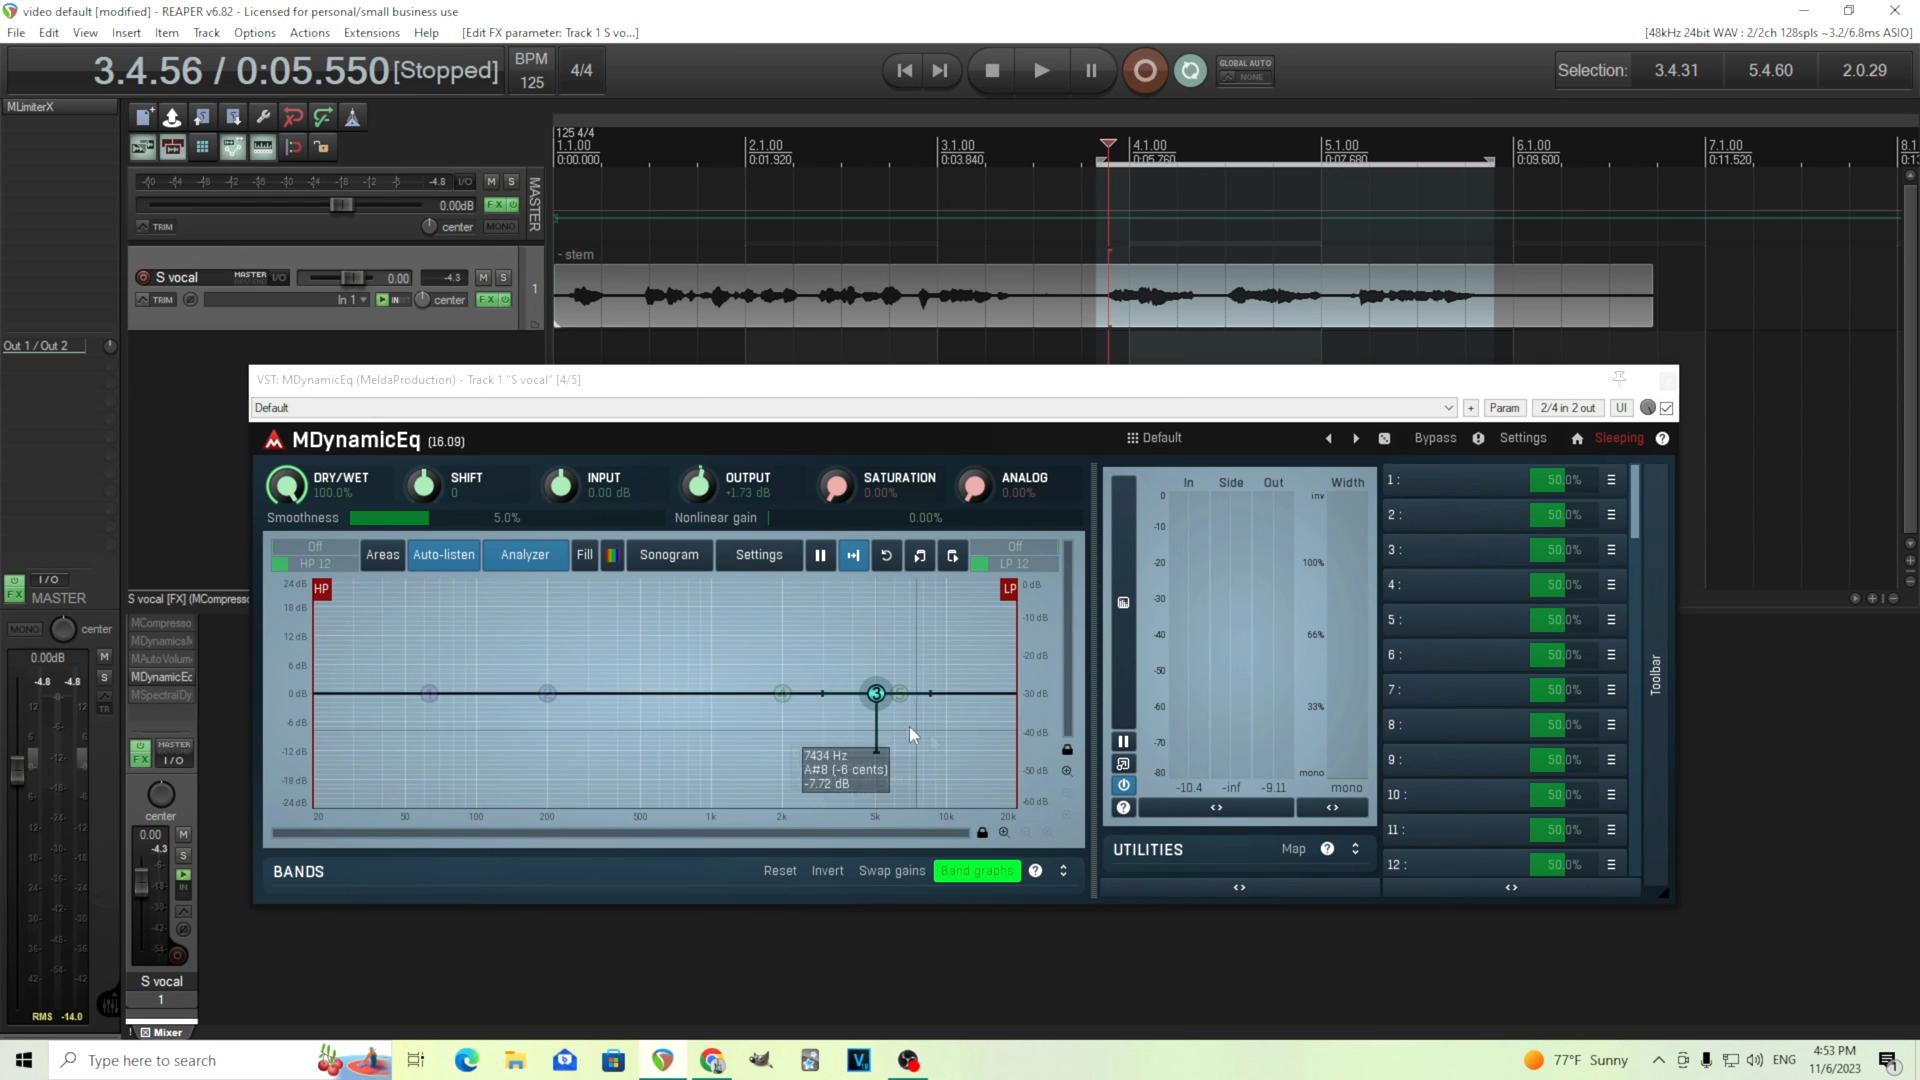 video default [modified] - REAPER v6.82 - Licensed for personal/small business use
File Edit View Insert Item Track Options Actions Extensions Help [Edit FX parameter: Track 1 S vo...]
[48kHz 24bit WAV : 2/2ch 128spls ~3.2/6.8ms ASIO]
3.4.56 / 0:05.550 [Stopped]
BPM
125
4/4
GLOBAL AUTO
NONE
Selection: 3.4.31 5.4.60 2.0.29
MLimiterX
125 4/4
1.1.00 2.1.00 3.1.00 4.1.00 5.1.00 6.1.00 7.1.00 8.1
0:00.000 0:01.920 0:03.840 0:05.760 0:07.680 0:09.600 0:11.520
-4.8 I/O M S
0.00dB FX
TRIM center MONO
MASTER
- stem
S vocal MASTER I/O 0.00 -4.3 M S
TRIM In 1 IN center FX
1
Out 1 / Out 2
VST: MDynamicEq (MeldaProduction) - Track 1 "S vocal" [4/5]
Default + Param 2/4 in 2 out UI
MDynamicEq (16.09) Default Bypass Settings Sleeping ?
DRY/WET
100.0%
SHIFT
0
INPUT
0.00 dB
OUTPUT
+1.73 dB
SATURATION
0.00%
ANALOG
0.00%
Smoothness 5.0% Nonlinear gain 0.00%
Off
HP 12
Areas Auto-listen Analyzer Fill Sonogram Settings
Off
LP 12
HP LP
24 dB
18 dB
12 dB
6 dB
0 dB
-6 dB
-12 dB
-18 dB
-24 dB
0 dB
-10 dB
-20 dB
-30 dB
-40 dB
-50 dB
-60 dB
1 2 4 3 5
7434 Hz
A#8 (-6 cents)
-7.72 dB
20 50 100 200 500 1k 2k 5k 10k 20k
BANDS Reset Invert Swap gains Band graphs ?
In Side Out Width
0
-10
-20
-30
-40
-50
-60
-70
-80
inv
100%
66%
33%
mono
-10.4 -inf -9.11 mono
UTILITIES Map ?
1 : 50.0%
2 : 50.0%
3 : 50.0%
4 : 50.0%
5 : 50.0%
6 : 50.0%
7 : 50.0%
8 : 50.0%
9 : 50.0%
10 : 50.0%
11 : 50.0%
12 : 50.0%
Toolbar
I/O
FX MASTER
MONO center
0.00dB M
-4.8 -4.8 S
TR
RMS -14.0
S vocal [FX] (MCompresso
MCompresso
MDynamicsM
MAutoVolum
MDynamicEc
MSpectralDy
MASTER
FX I/O
center
0.00 M
-4.3 S
IN
S vocal
1
! Mixer
Type here to search
77°F Sunny
ENG
4:53 PM
11/6/2023